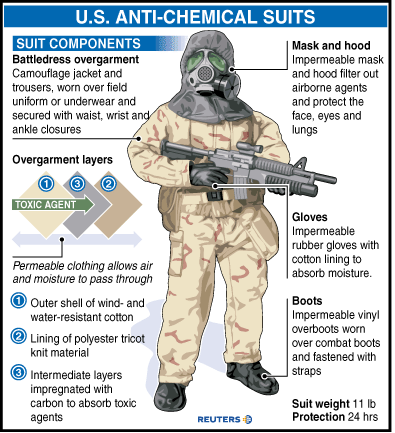 U.S. ANTI-CHEMICAL SUITS
SUIT COMPONENTS
Battledress overgarment
Camouflage jacket and
trousers, worn over field
uniform or underwear and
secured with waist, wrist and
ankle closures
Mask and hood
Impermeable mask
and hood filter out
airborne agents
and protect the
face, eyes and
lungs
Overgarment layers
1 3 2
TOXIC AGENT
Permeable clothing allows air
and moisture to pass through
1 Outer shell of wind- and
water-resistant cotton
2 Lining of polyester tricot
knit material
3 Intermediate layers
impregnated with
carbon to absorb toxic
agents
Gloves
Impermeable
rubber gloves with
cotton lining to
absorb moisture.
Boots
Impermeable vinyl
overboots worn
over combat boots
and fastened with
straps
Suit weight 11 lb
Protection 24 hrs
REUTERS